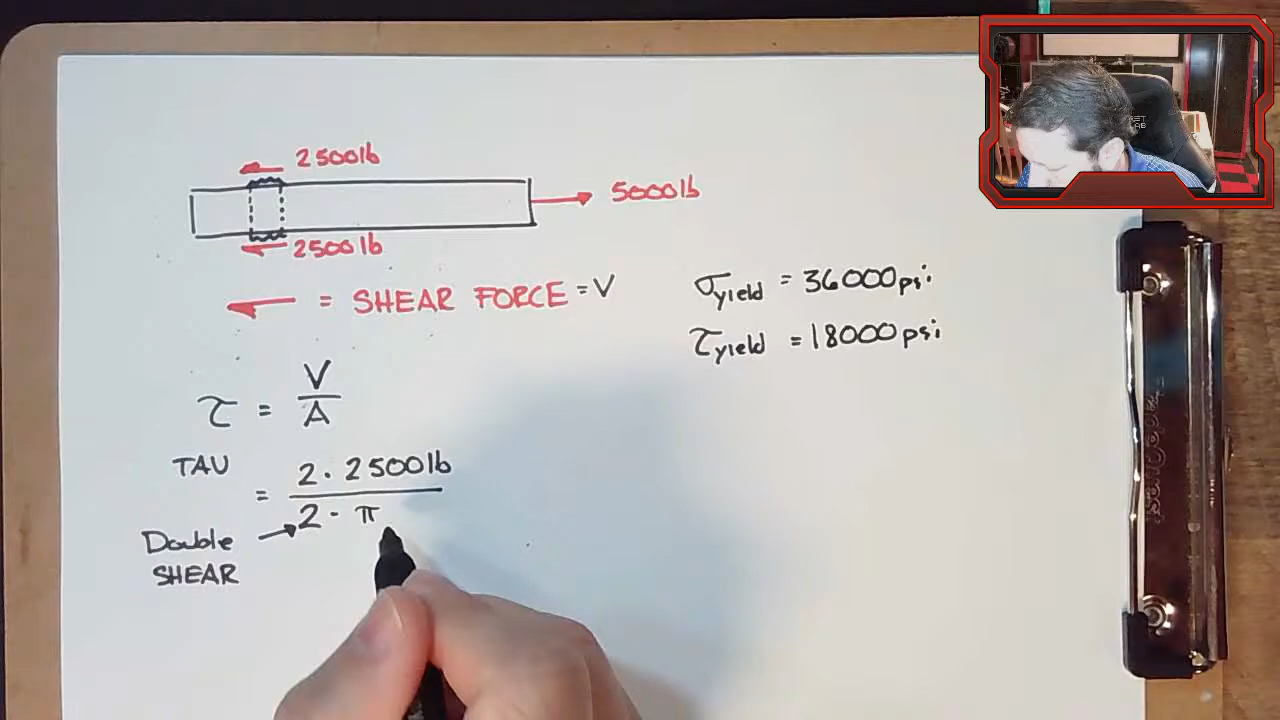 2500lb
5000lb
2500lb
= SHEAR FORCE = V
σyield = 36000psi
τyield = 18000psi
τ = V/A
TAU
= 2 · 2500lb
2 · π
Double
SHEAR